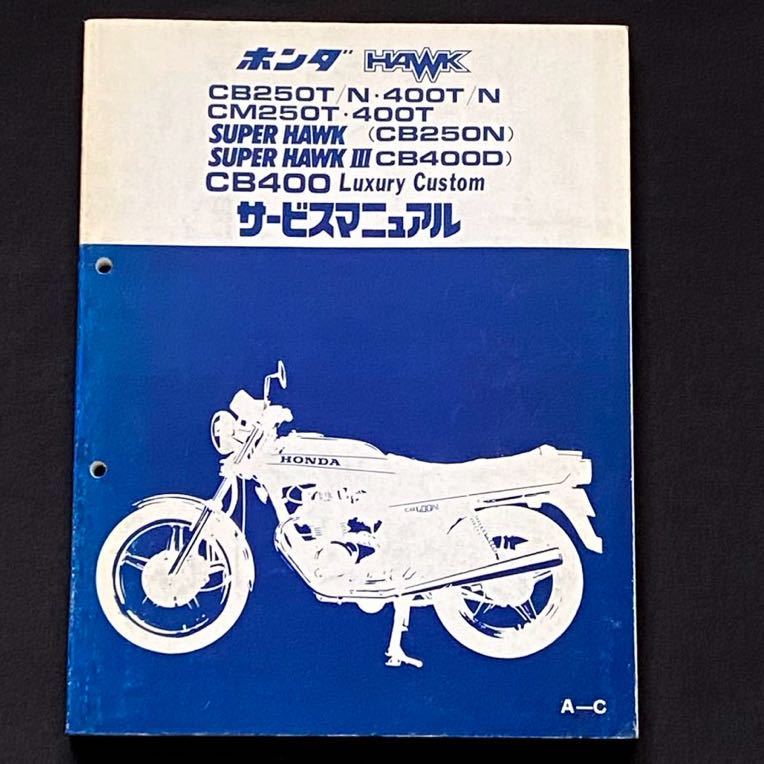 ホンダ HAWK
CB250T/N・400T/N
CM250T・400T
SUPER HAWK (CB250N)
SUPER HAWK III CB400D)
CB400 Luxury Custom
サービスマニュアル
HONDA
CB400N
A—C